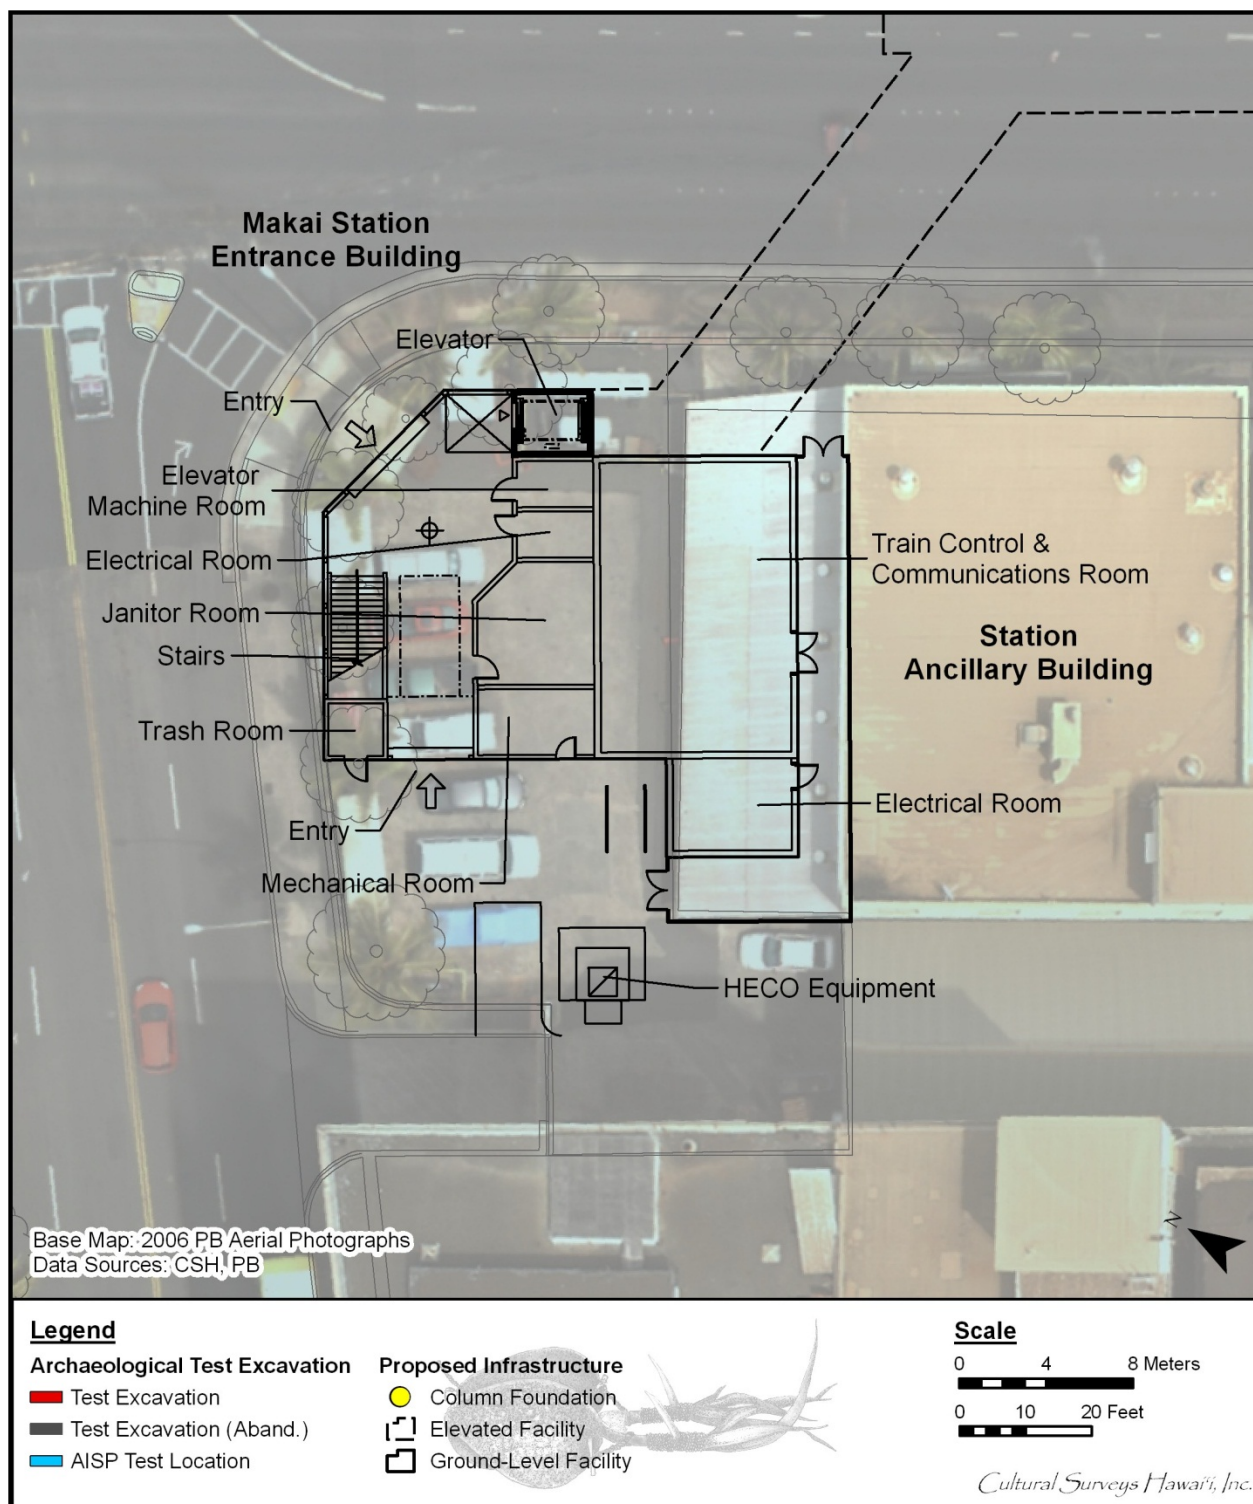 Makai Station
Entrance Building
Elevator
Entry
Elevator
Machine Room
Electrical Room
Janitor Room
Stairs
Trash Room
Entry
Mechanical Room
Train Control &
Communications Room
Station
Ancillary Building
Electrical Room
HECO Equipment
N
Base Map: 2006 PB Aerial Photographs
Data Sources: CSH, PB
Legend
Archaeological Test Excavation
Test Excavation
Test Excavation (Aband.)
AISP Test Location
Proposed Infrastructure
Column Foundation
Elevated Facility
Ground-Level Facility
Scale
0 4 8 Meters
0 10 20 Feet
Cultural Surveys Hawai‘i, Inc.